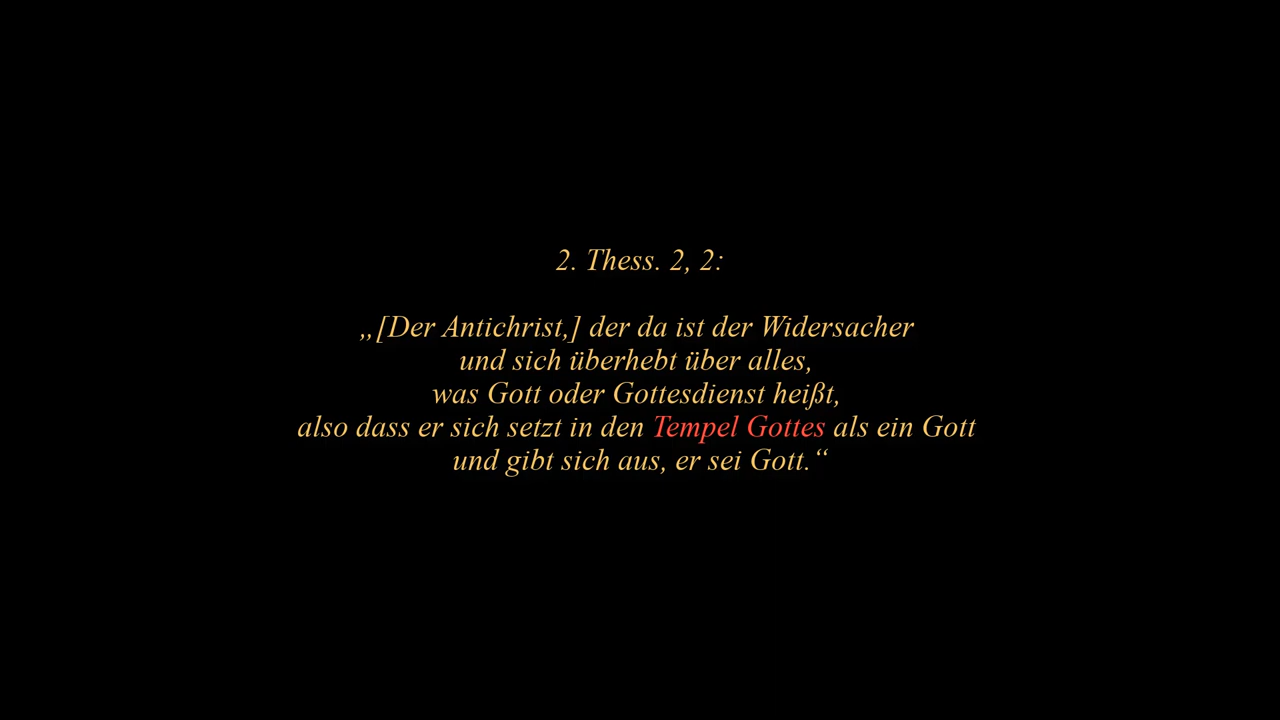 2. Thess. 2, 2:
„[Der Antichrist,] der da ist der Widersacher
und sich überhebt über alles,
was Gott oder Gottesdienst heißt,
also dass er sich setzt in den Tempel Gottes als ein Gott
und gibt sich aus, er sei Gott.“